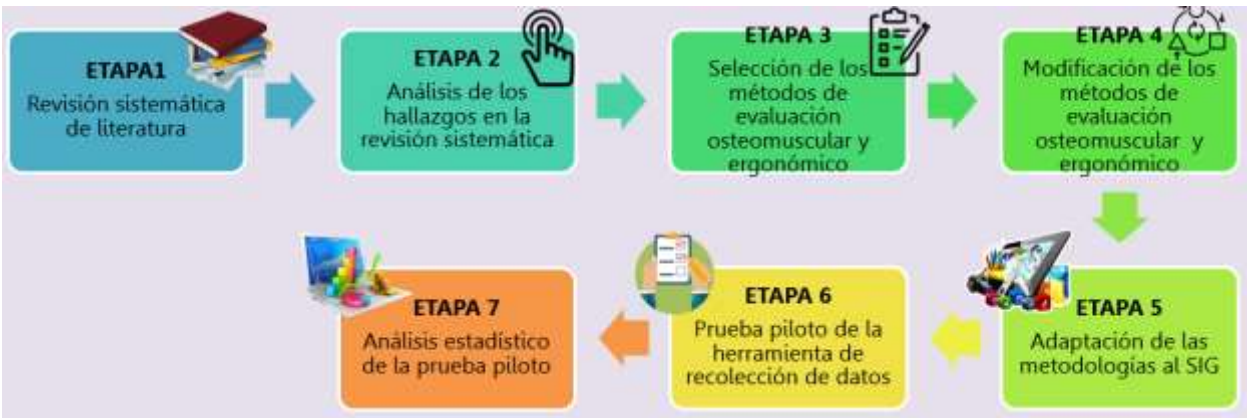 ETAPA1
Revisión sistemática
de literatura
ETAPA 2
Análisis de los
hallazgos en la
revisión sistemática
ETAPA 3
Selección de los
métodos de
evaluación
osteomuscular y
ergonómico
ETAPA 4
Modificación de los
métodos de
evaluación
osteomuscular y
ergonómico
ETAPA 5
Adaptación de las
metodologías al SIG
ETAPA 6
Prueba piloto de la
herramienta de
recolección de datos
ETAPA 7
Análisis estadístico
de la prueba piloto